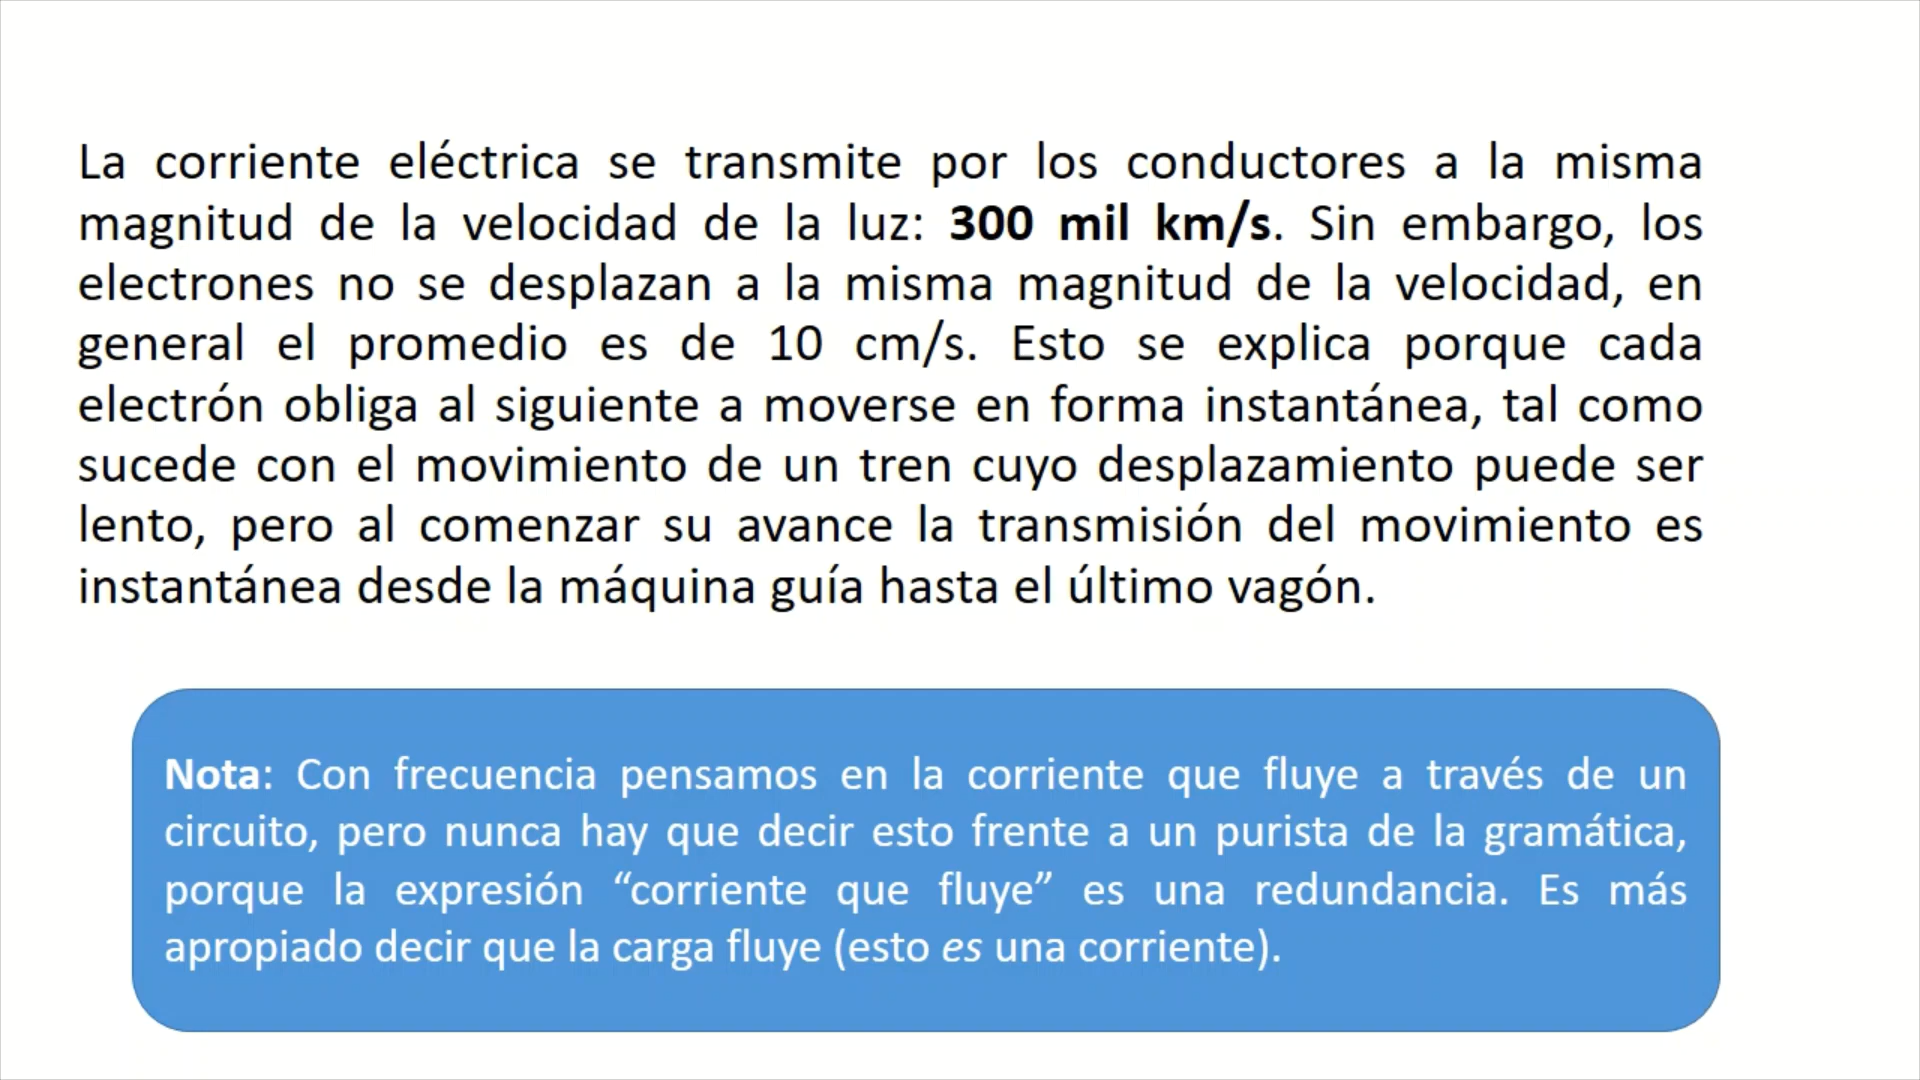 La corriente eléctrica se transmite por los conductores a la misma
magnitud de la velocidad de la luz: 300 mil km/s. Sin embargo, los
electrones no se desplazan a la misma magnitud de la velocidad, en
general el promedio es de 10 cm/s. Esto se explica porque cada
electrón obliga al siguiente a moverse en forma instantánea, tal como
sucede con el movimiento de un tren cuyo desplazamiento puede ser
lento, pero al comenzar su avance la transmisión del movimiento es
instantánea desde la máquina guía hasta el último vagón.
Nota: Con frecuencia pensamos en la corriente que fluye a través de un
circuito, pero nunca hay que decir esto frente a un purista de la gramática,
porque la expresión “corriente que fluye” es una redundancia. Es más
apropiado decir que la carga fluye (esto es una corriente).